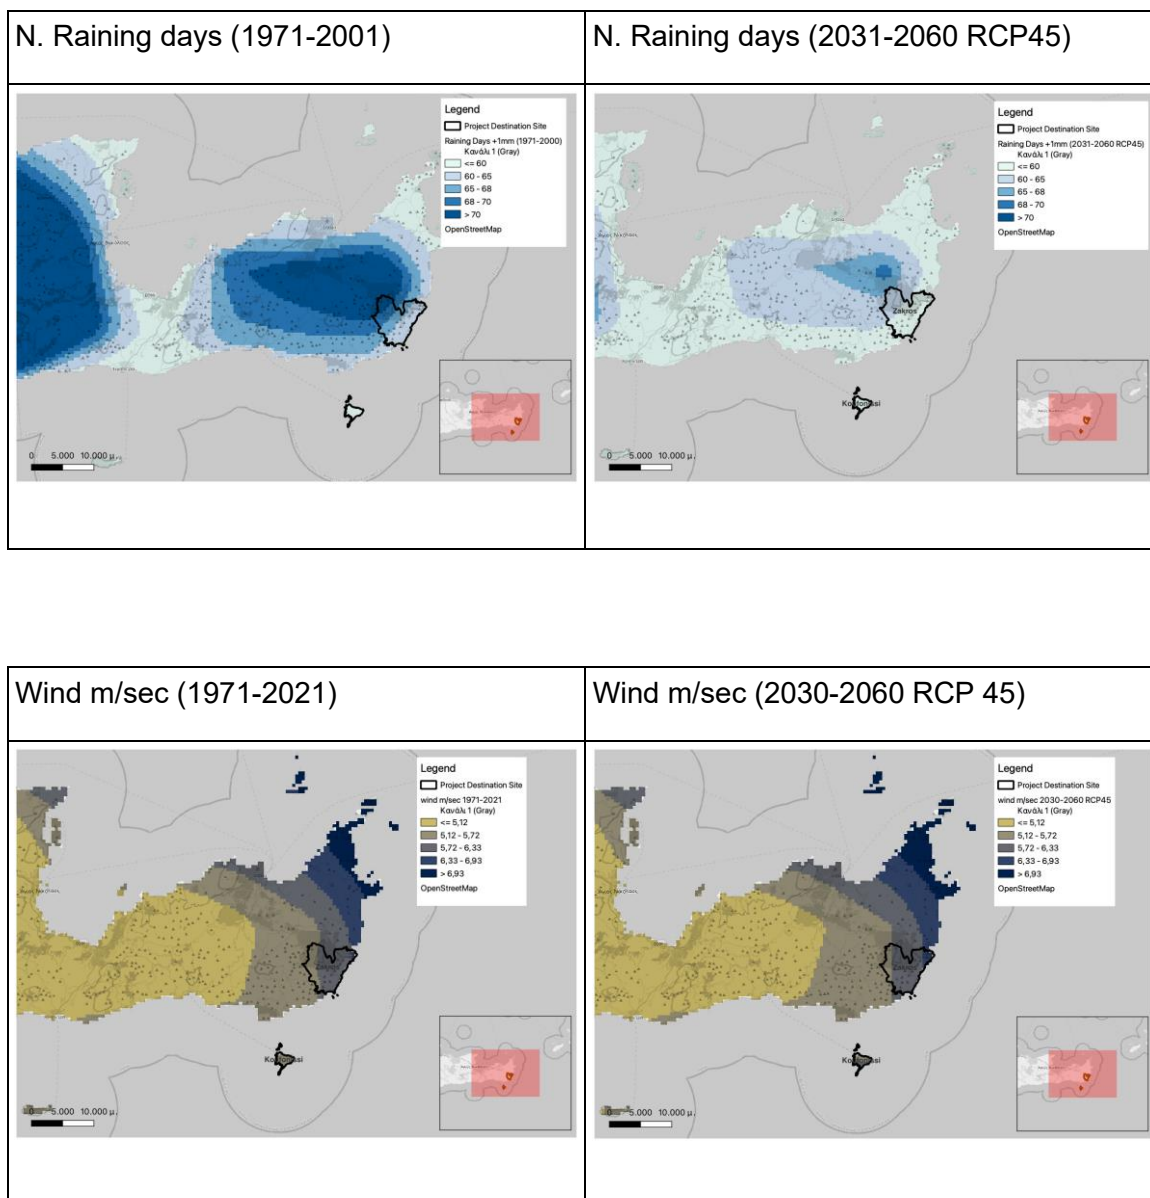 N. Raining days (1971-2001)
N. Raining days (2031-2060 RCP45)
Legend
Project Destination Site
Raining Days +1mm (1971-2000)
Κανάλι 1 (Gray)
<= 60
60 - 65
65 - 68
68 - 70
> 70
OpenStreetMap
0 5.000 10.000 μ.
Legend
Project Destination Site
Raining Days +1mm (2031-2060 RCP45)
Κανάλι 1 (Gray)
<= 60
60 - 65
65 - 68
68 - 70
> 70
OpenStreetMap
Zakros
0 5.000 10.000 μ.
Wind m/sec (1971-2021)
Wind m/sec (2030-2060 RCP 45)
Legend
Project Destination Site
wind m/sec 1971-2021
Κανάλι 1 (Gray)
<= 5,12
5,12 - 5,72
5,72 - 6,33
6,33 - 6,93
> 6,93
OpenStreetMap
Zakros
0 5.000 10.000 μ.
Legend
Project Destination Site
wind m/sec 2030-2060 RCP45
Κανάλι 1 (Gray)
<= 5,12
5,12 - 5,72
5,72 - 6,33
6,33 - 6,93
> 6,93
OpenStreetMap
Zakros
0 5.000 10.000 μ.